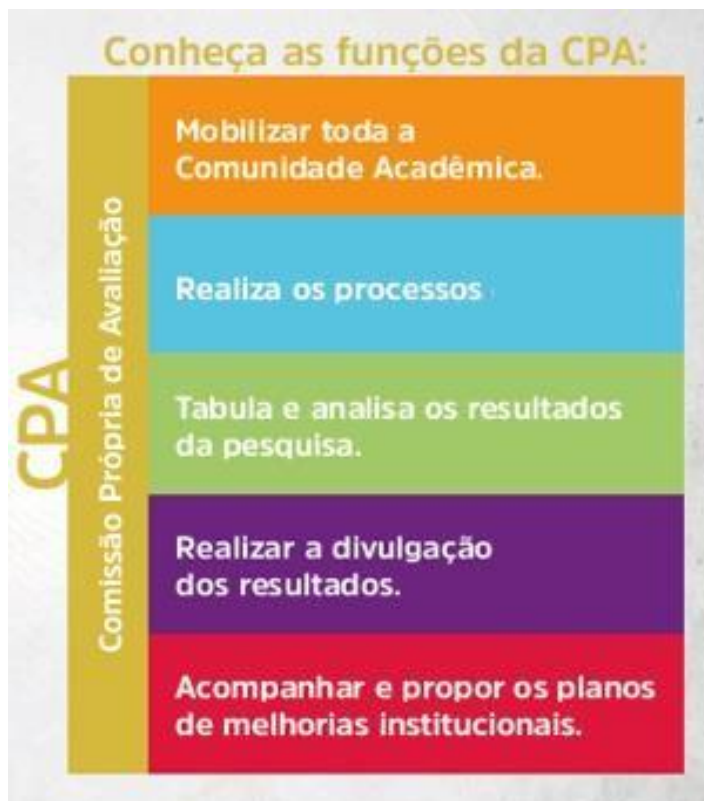 Conheça as funções da CPA:
CPA
Comissão Própria de Avaliação
Mobilizar toda a
Comunidade Acadêmica.
Realiza os processos
Tabula e analisa os resultados
da pesquisa.
Realizar a divulgação
dos resultados.
Acompanhar e propor os planos
de melhorias institucionais.